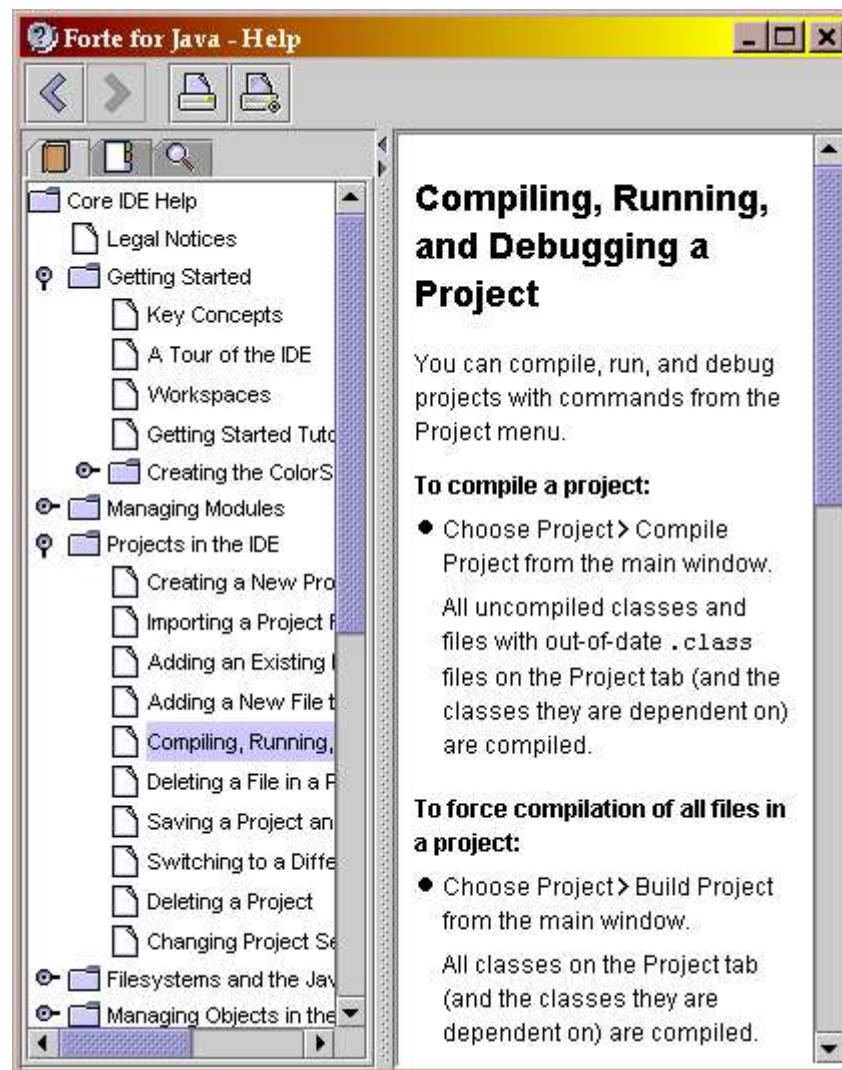 Forte for Java - Help
Core IDE Help
Legal Notices
Getting Started
Key Concepts
A Tour of the IDE
Workspaces
Getting Started Tuto
Creating the ColorS
Managing Modules
Projects in the IDE
Creating a New Pro
Importing a Project F
Adding an Existing
Adding a New File t
Compiling, Running,
Deleting a File in a P
Saving a Project an
Switching to a Diffe
Deleting a Project
Changing Project Se
Filesystems and the Jav
Managing Objects in the
Compiling, Running,
and Debugging a
Project
You can compile, run, and debug
projects with commands from the
Project menu.
To compile a project:
● Choose Project > Compile
Project from the main window.
All uncompiled classes and
files with out-of-date .class
files on the Project tab (and the
classes they are dependent on)
are compiled.
To force compilation of all files in
a project:
● Choose Project > Build Project
from the main window.
All classes on the Project tab
(and the classes they are
dependent on) are compiled.